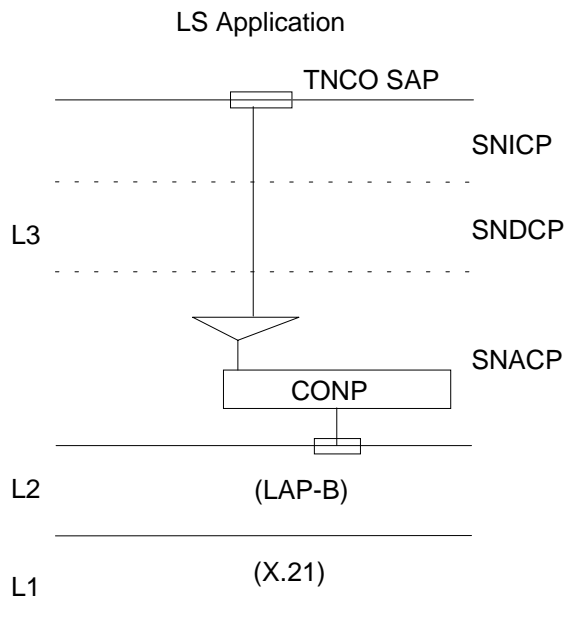 LS Application
TNCO SAP
SNICP
L3
SNDCP
SNACP
CONP
L2
(LAP-B)
(X.21)
L1